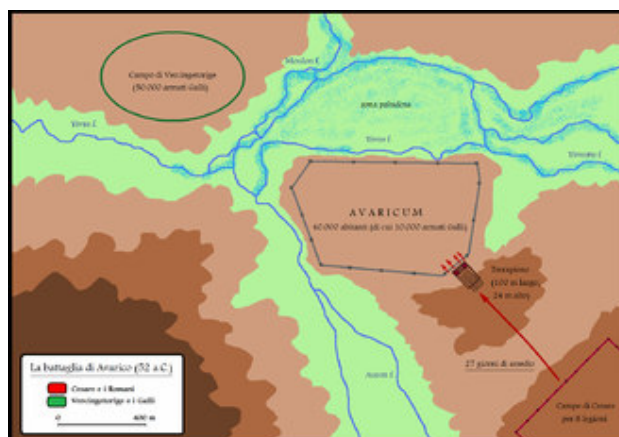 Campo di Vercingetorige
(50.000 armati Galli)
zona paludosa
Yèvre f.
Yèvre f.
AVARICUM
40.000 abitanti (di cui 10.000 armati Galli)
Terrapieno
(100 m largo,
24 m alto)
27 giorni di assedio
Campo di Cesare
per 8 legioni
Auron f.
La battaglia di Avarico (52 a.C.)
Cesare e i Romani
Vercingetorige e i Galli
0 400 m